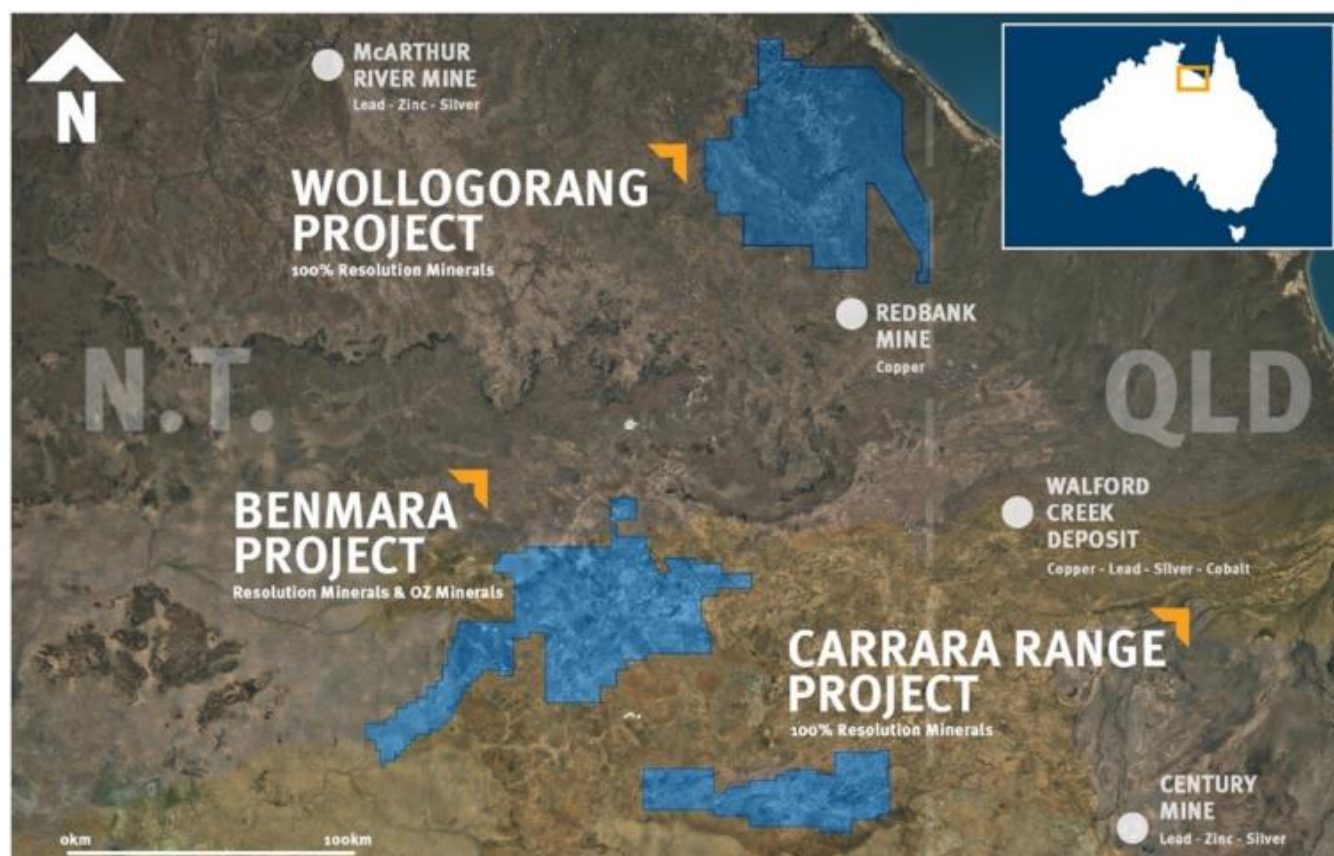 N
McARTHUR
RIVER MINE
Lead - Zinc - Silver
WOLLOGORANG
PROJECT
100% Resolution Minerals
REDBANK
MINE
Copper
N.T.
QLD
BENMARA
PROJECT
Resolution Minerals & OZ Minerals
WALFORD
CREEK
DEPOSIT
Copper - Lead - Silver - Cobalt
CARRARA RANGE
PROJECT
100% Resolution Minerals
CENTURY
MINE
Lead - Zinc - Silver
0km 100km